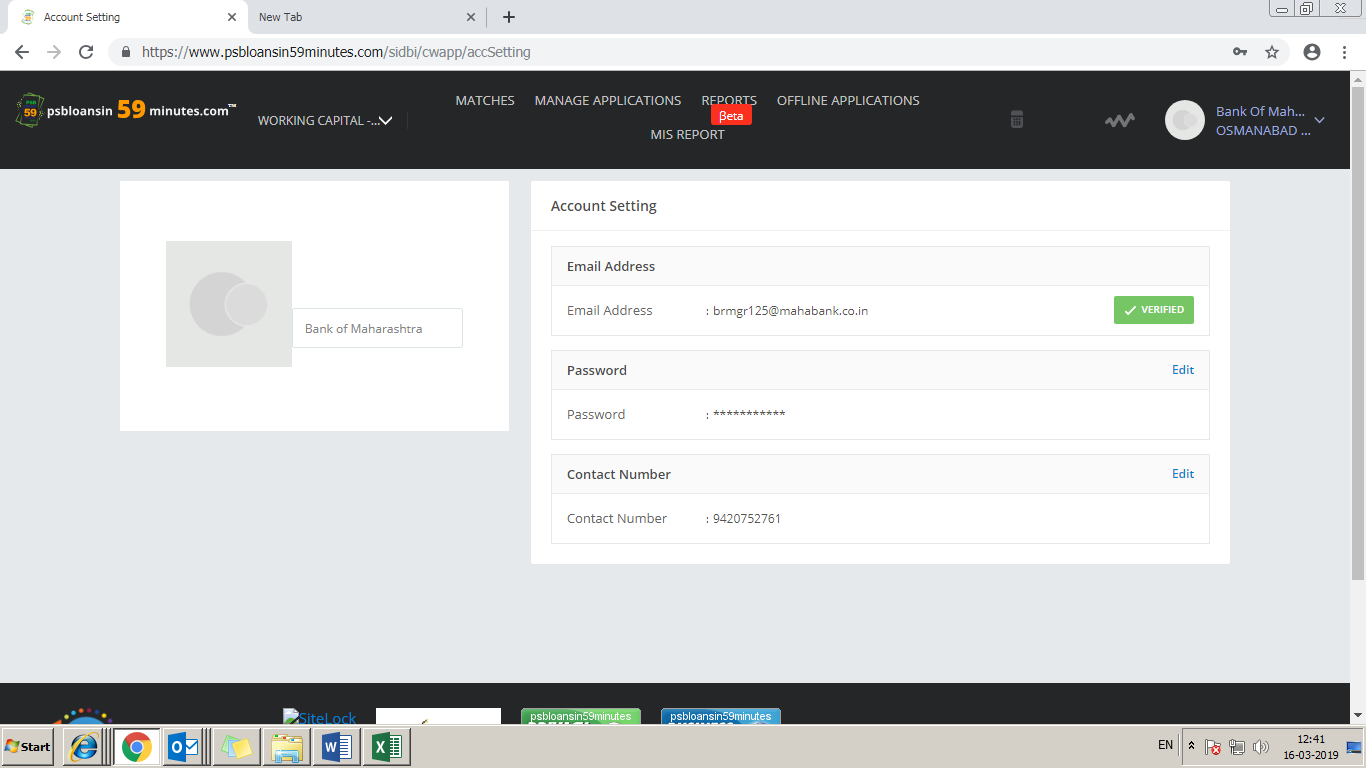 Account Setting
New Tab
https://www.psbloansin59minutes.com/sidbi/cwapp/accSetting
PSB
59
psbloansin 59 minutes.com™
WORKING CAPITAL -...
MATCHES
MANAGE APPLICATIONS
REPORTS
βeta
OFFLINE APPLICATIONS
MIS REPORT
Bank Of Mah...
OSMANABAD ...
Bank of Maharashtra
Account Setting
Email Address
Email Address : brmgr125@mahabank.co.in
VERIFIED
Password
Edit
Password : ***********
Contact Number
Edit
Contact Number : 9420752761
SiteLock
psbloansin59minutes
psbloansin59minutes
Start
EN
12:41
16-03-2019